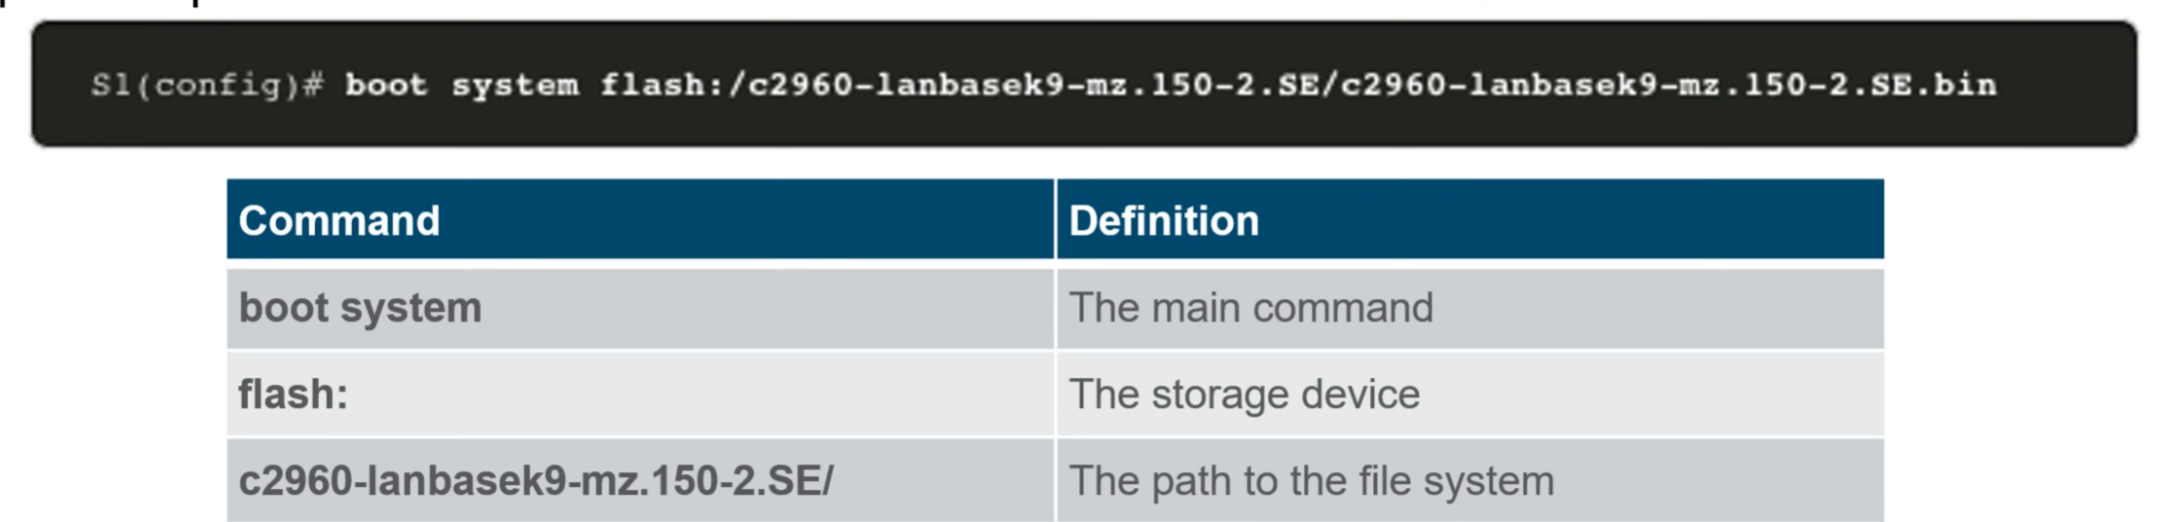 S1(config)# boot system flash:/c2960-lanbasek9-mz.150-2.SE/c2960-lanbasek9-mz.150-2.SE.bin
Command Definition
boot system The main command
flash: The storage device
c2960-lanbasek9-mz.150-2.SE/ The path to the file system